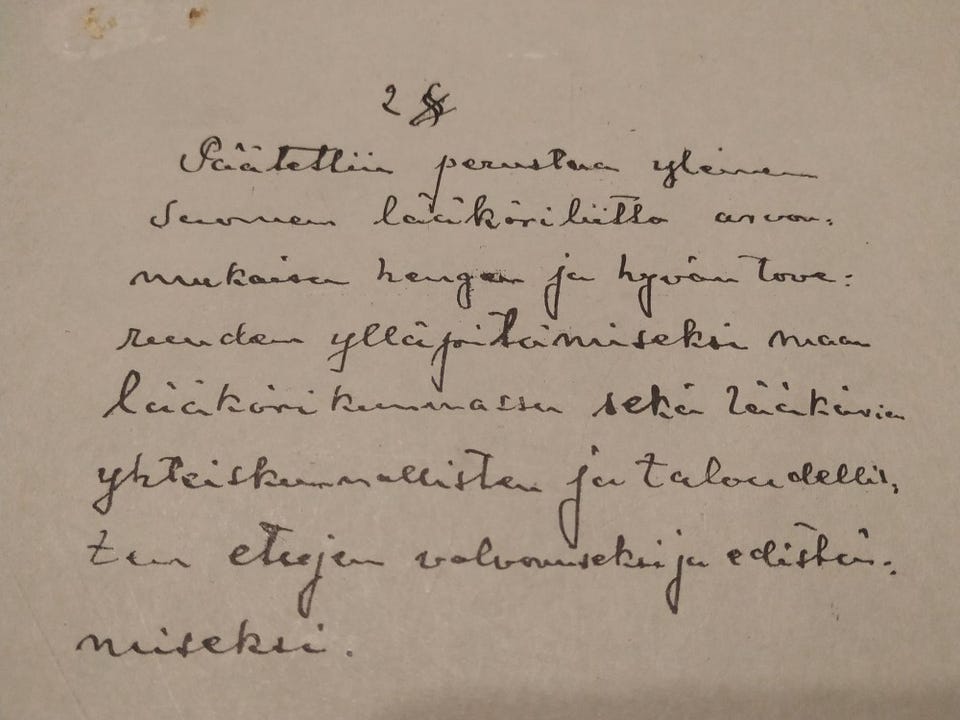 2 §
Päätettiin perustaa yleinen
Suomen lääkäriliitto arvon-
mukaisen hengen ja hyvän tove-
ruuden ylläpitämiseksi maan
lääkärikunnassa sekä lääkärien
yhteiskunnallisten ja taloudellis-
ten etujen valvomiseksi ja edistä-
miseksi.